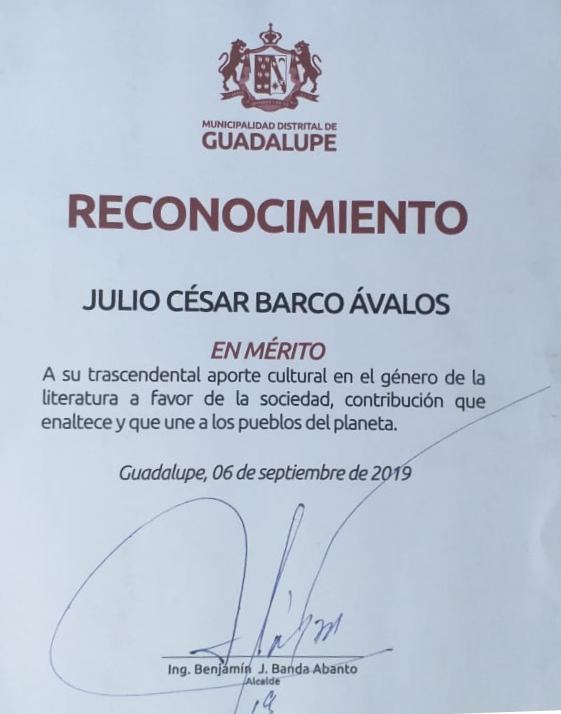 MUNICIPALIDAD DISTRITAL DE
GUADALUPE
RECONOCIMIENTO
JULIO CÉSAR BARCO ÁVALOS
EN MÉRITO
A su trascendental aporte cultural en el género de la
literatura a favor de la sociedad, contribución que
enaltece y que une a los pueblos del planeta.
Guadalupe, 06 de septiembre de 2019
Ing. Benjamín J. Banda Abanto
Alcalde